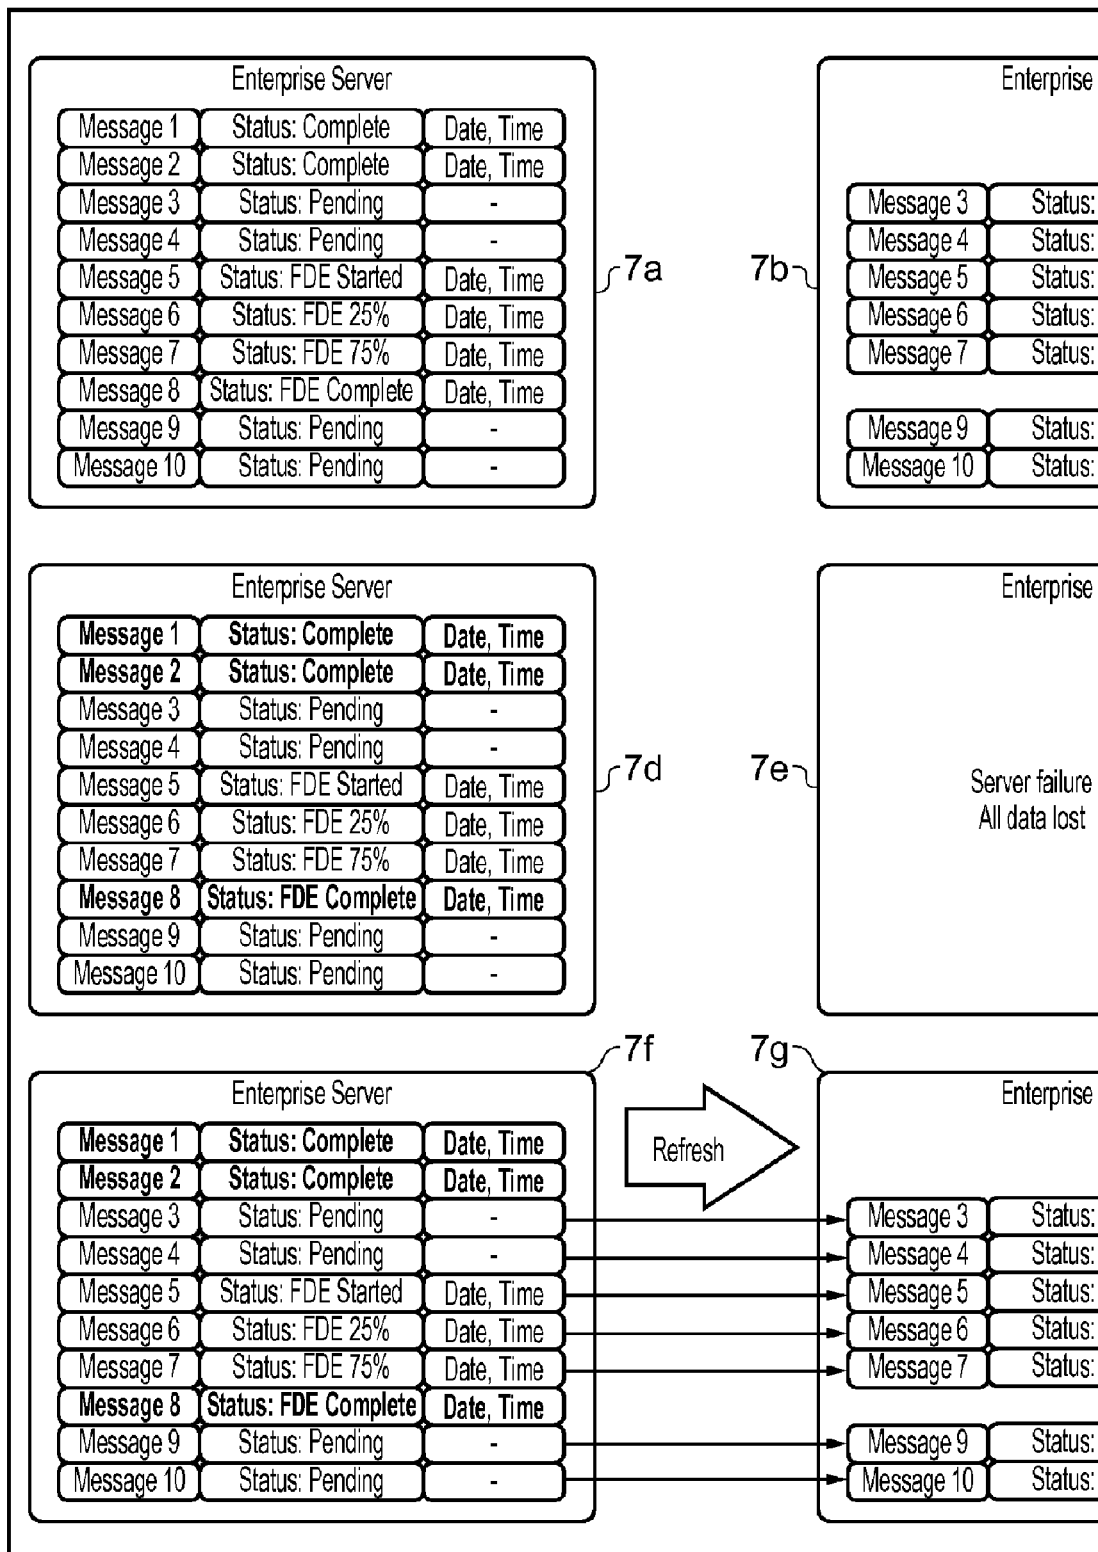 Enterprise Server
Message 1 Status: Complete Date, Time
Message 2 Status: Complete Date, Time
Message 3 Status: Pending -
Message 4 Status: Pending -
Message 5 Status: FDE Started Date, Time
Message 6 Status: FDE 25% Date, Time
Message 7 Status: FDE 75% Date, Time
Message 8 Status: FDE Complete Date, Time
Message 9 Status: Pending -
Message 10 Status: Pending -
7a
7b
Enterprise
Message 3 Status:
Message 4 Status:
Message 5 Status:
Message 6 Status:
Message 7 Status:
Message 9 Status:
Message 10 Status:
Enterprise Server
Message 1 Status: Complete Date, Time
Message 2 Status: Complete Date, Time
Message 3 Status: Pending -
Message 4 Status: Pending -
Message 5 Status: FDE Started Date, Time
Message 6 Status: FDE 25% Date, Time
Message 7 Status: FDE 75% Date, Time
Message 8 Status: FDE Complete Date, Time
Message 9 Status: Pending -
Message 10 Status: Pending -
7d
7e
Enterprise
Server failure
All data lost
7f
Enterprise Server
Message 1 Status: Complete Date, Time
Message 2 Status: Complete Date, Time
Message 3 Status: Pending -
Message 4 Status: Pending -
Message 5 Status: FDE Started Date, Time
Message 6 Status: FDE 25% Date, Time
Message 7 Status: FDE 75% Date, Time
Message 8 Status: FDE Complete Date, Time
Message 9 Status: Pending -
Message 10 Status: Pending -
Refresh
7g
Enterprise
Message 3 Status:
Message 4 Status:
Message 5 Status:
Message 6 Status:
Message 7 Status:
Message 9 Status:
Message 10 Status: